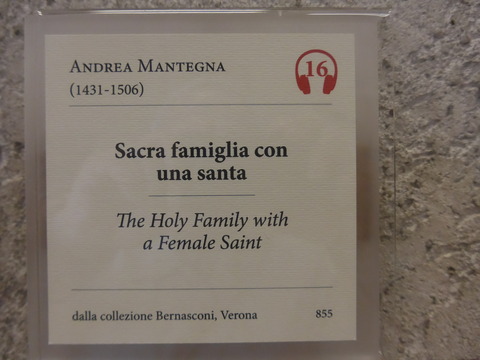 ANDREA MANTEGNA
(1431-1506)
16
Sacra famiglia con
una santa
The Holy Family with
a Female Saint
dalla collezione Bernasconi, Verona
855